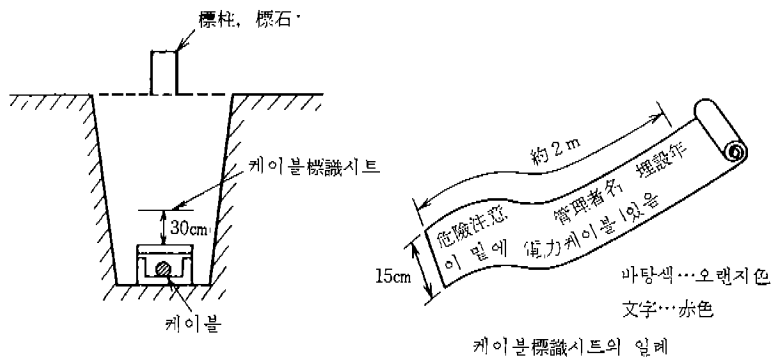 標柱, 標石
케이블標識시트
30cm
케이블
約 2 m
危險注意 管理者名 埋設年
이 밑에 電力케이블 있음
15cm
바탕색…오랜지色
文字…赤色
케이블標識시트의 일례